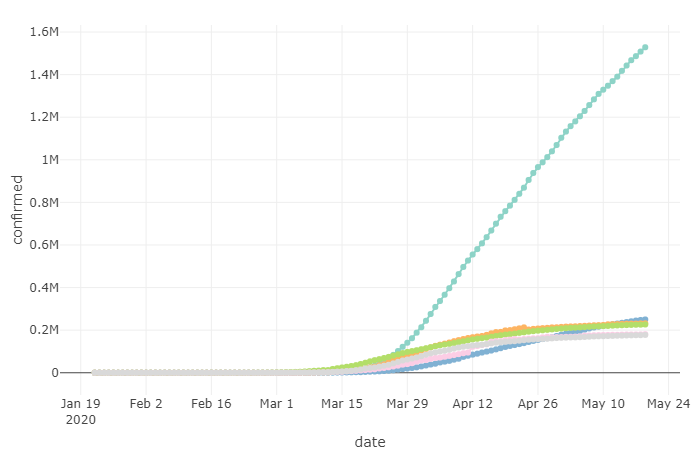 1.6M
1.4M
1.2M
1M
0.8M
0.6M
0.4M
0.2M
0
confirmed
Jan 19 Feb 2 Feb 16 Mar 1 Mar 15 Mar 29 Apr 12 Apr 26 May 10 May 24
2020
date